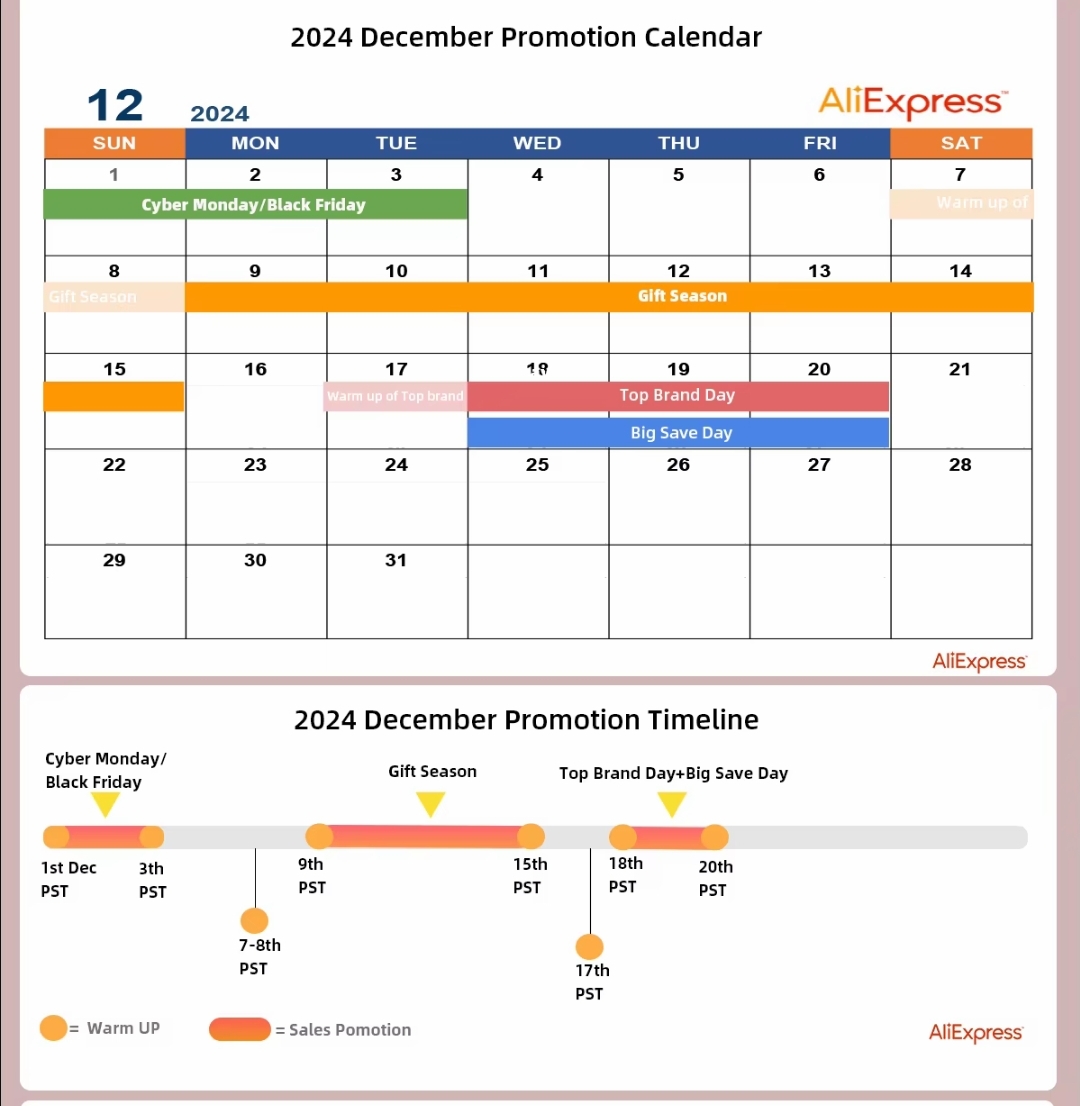 2024 December Promotion Calendar
12 2024 AliExpress™
SUN MON TUE WED THU FRI SAT
1 2 3 4 5 6 7
Cyber Monday/Black Friday Warm up of
8 9 10 11 12 13 14
Gift Season Gift Season
15 16 17 18 19 20 21
Warm up of Top brand Top Brand Day
Big Save Day
22 23 24 25 26 27 28
29 30 31
AliExpress
2024 December Promotion Timeline
Cyber Monday/
Black Friday
Gift Season
Top Brand Day+Big Save Day
1st Dec
PST
3th
PST
9th
PST
15th
PST
18th
PST
20th
PST
7-8th
PST
17th
PST
= Warm UP
= Sales Pomotion
AliExpress